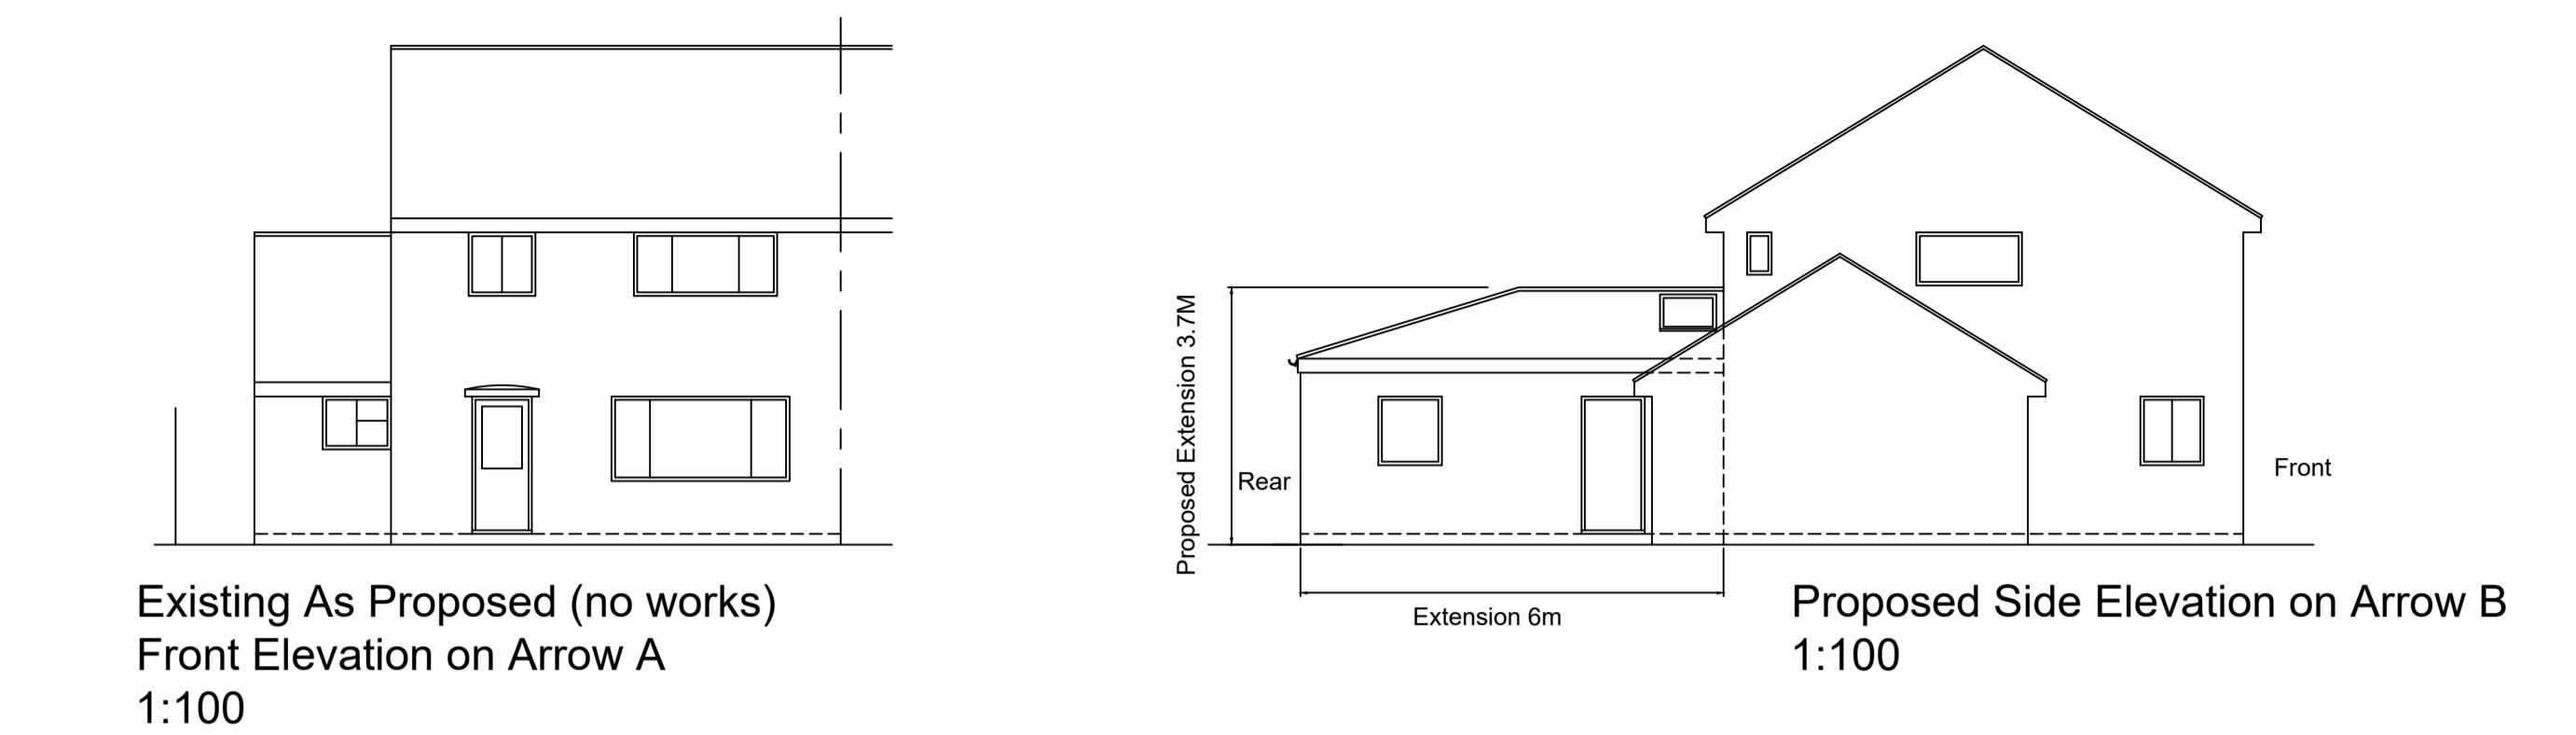 Existing As Proposed (no works)
Front Elevation on Arrow A
1:100
Proposed Extension 3.7M
Rear
Extension 6m
Front
Proposed Side Elevation on Arrow B
1:100